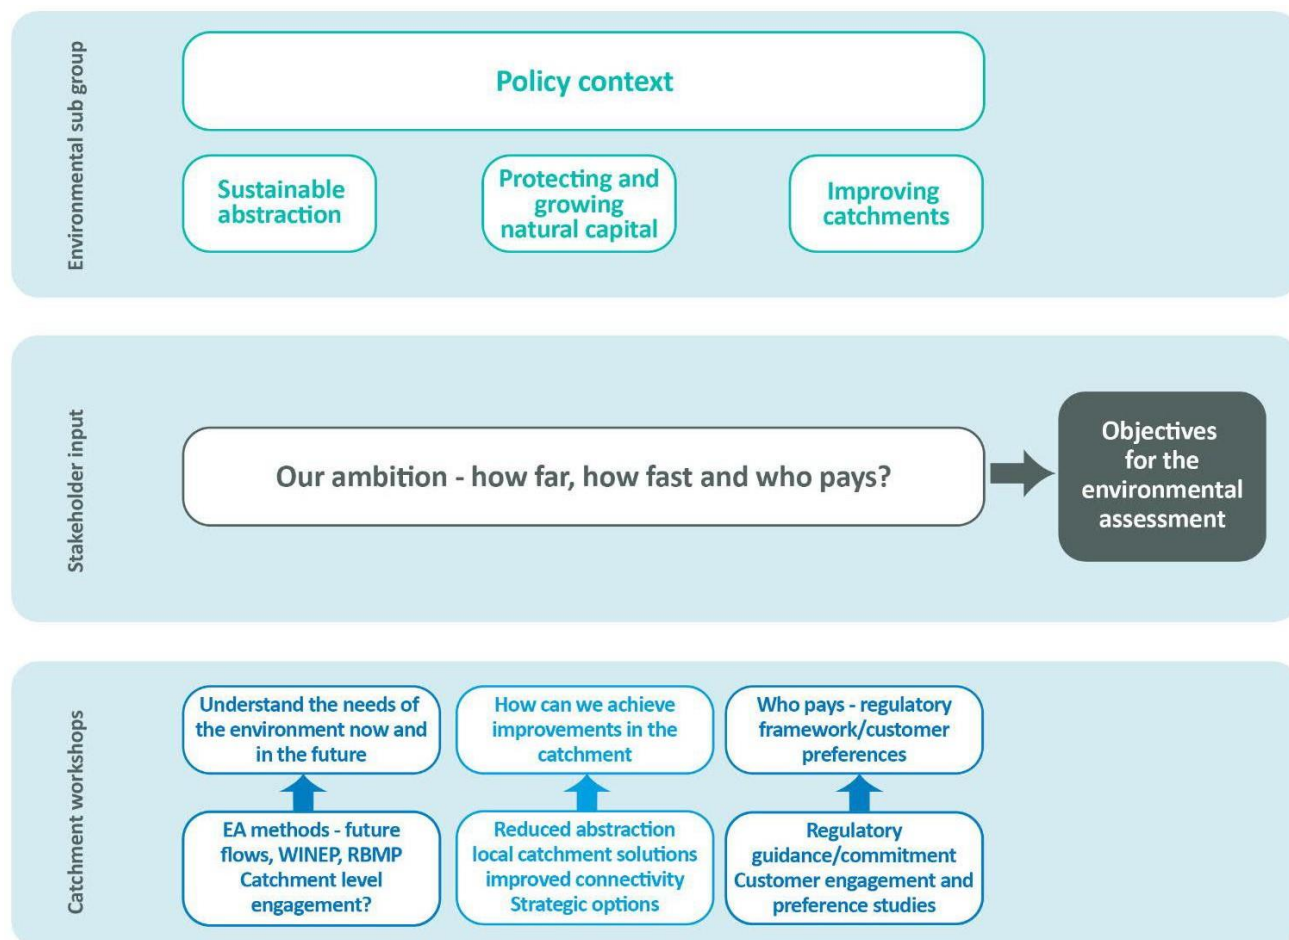 Environmental sub group
Policy context
Sustainable
abstraction
Protecting and
growing
natural capital
Improving
catchments
Stakeholder input
Our ambition - how far, how fast and who pays?
Objectives
for the
environmental
assessment
Catchment workshops
Understand the needs of
the environment now and
in the future
How can we achieve
improvements in the
catchment
Who pays - regulatory
framework/customer
preferences
EA methods - future
flows, WINEP, RBMP
Catchment level
engagement?
Reduced abstraction
local catchment solutions
improved connectivity
Strategic options
Regulatory
guidance/commitment
Customer engagement and
preference studies